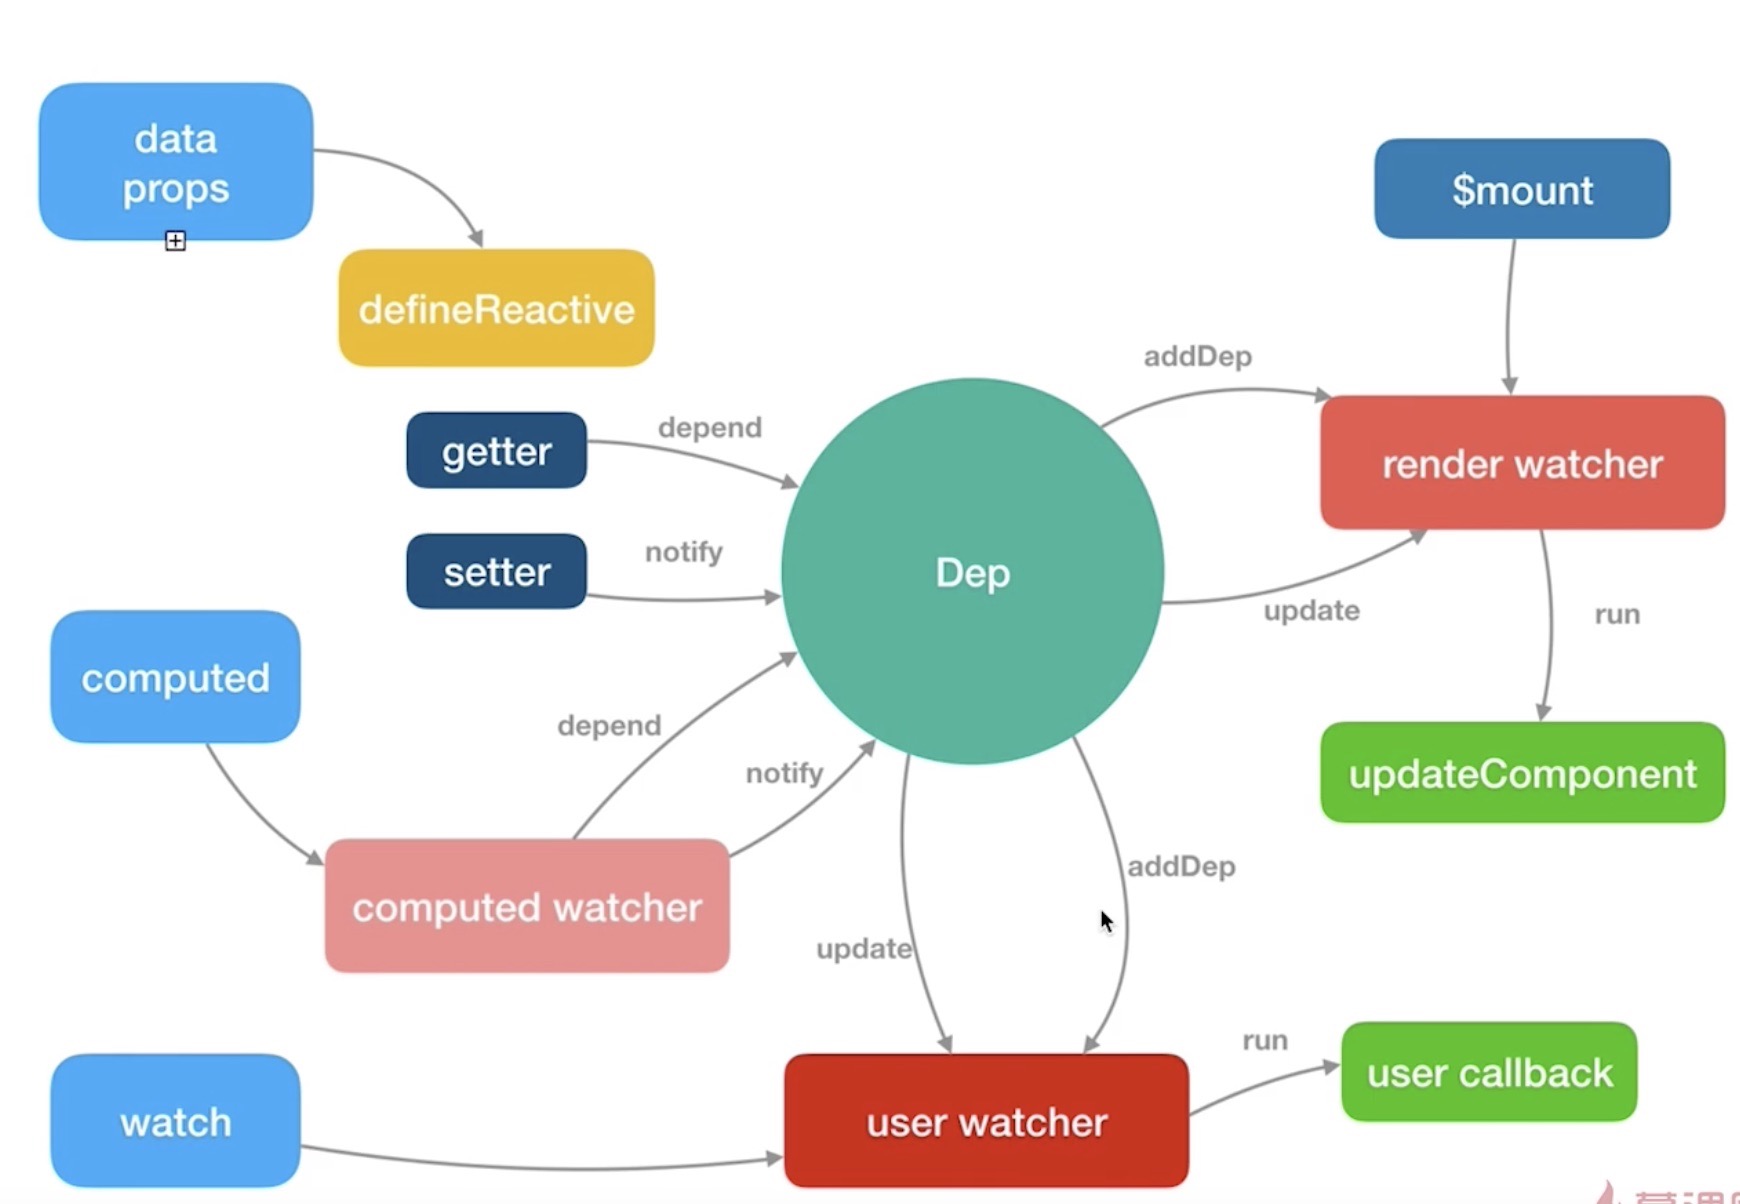 data
props
$mount
defineReactive
addDep
getter
depend
render watcher
notify
setter
Dep
update
run
computed
depend
notify
updateComponent
addDep
computed watcher
update
run
user callback
watch
user watcher